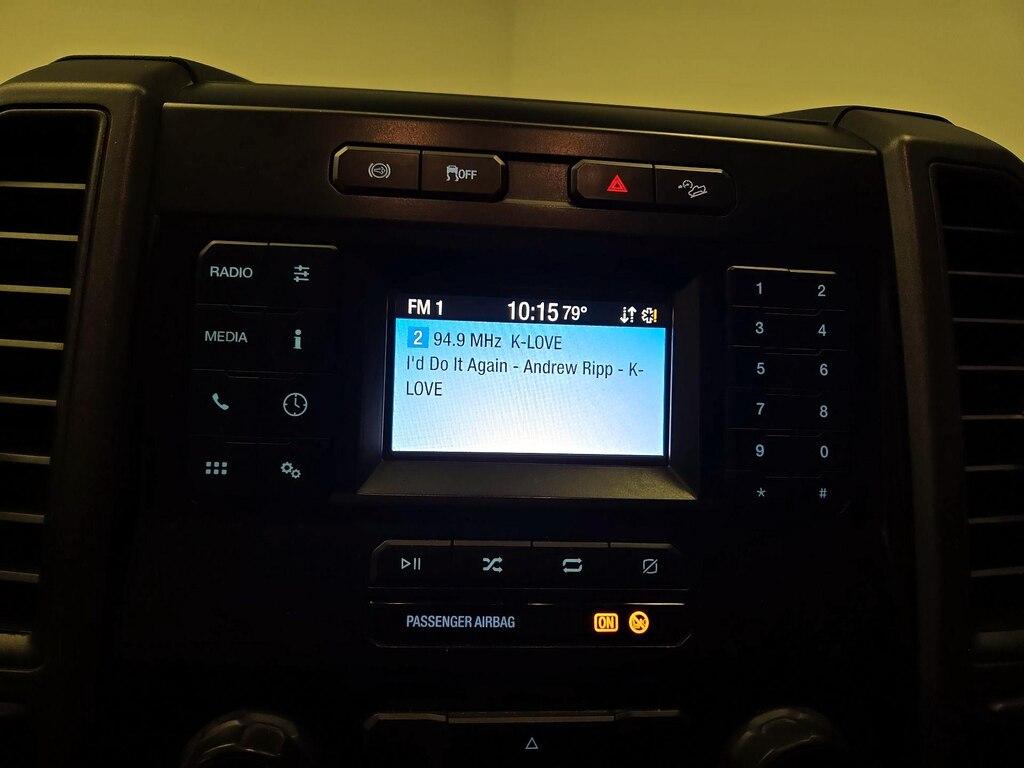 OFF
RADIO
MEDIA
FM 1 10:15 79°
2 94.9 MHz K-LOVE
I'd Do It Again - Andrew Ripp - K-
LOVE
1 2
3 4
5 6
7 8
9 0
* #
PASSENGER AIRBAG ON